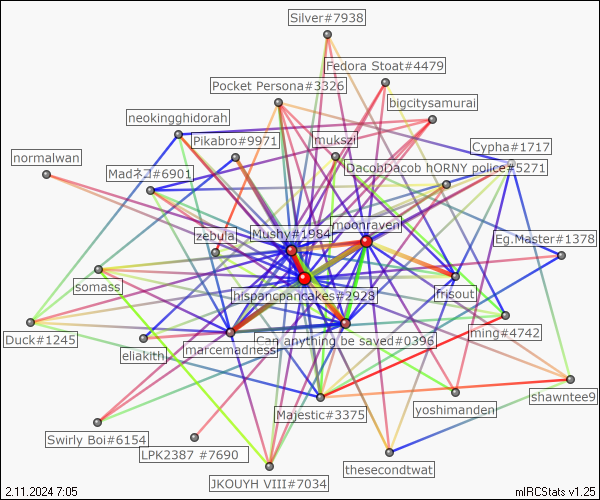 Silver#7938
Fedora Stoat#4479
Pocket Persona#3326
bigcitysamurai
neokingghidorah
Pikabro#9971
mukszi
Cypha#1717
normalwan
Madネコ#6901
DacobDacob hORNY police#5271
zebulaj
Mushy#1984
moonraven
Eg.Master#1378
somass
hispancpancakes#2923
frisout
Duck#1245
eliakith
marcemadness
Can anything be saved#0396
ming#4742
Majestic#3375
yoshimanden
shawntee9
Swirly Boi#6154
LPK2387 #7690
JKOUYH VIII#7034
thesecondtwat
2.11.2024 7:05
mIRCStats v1.25